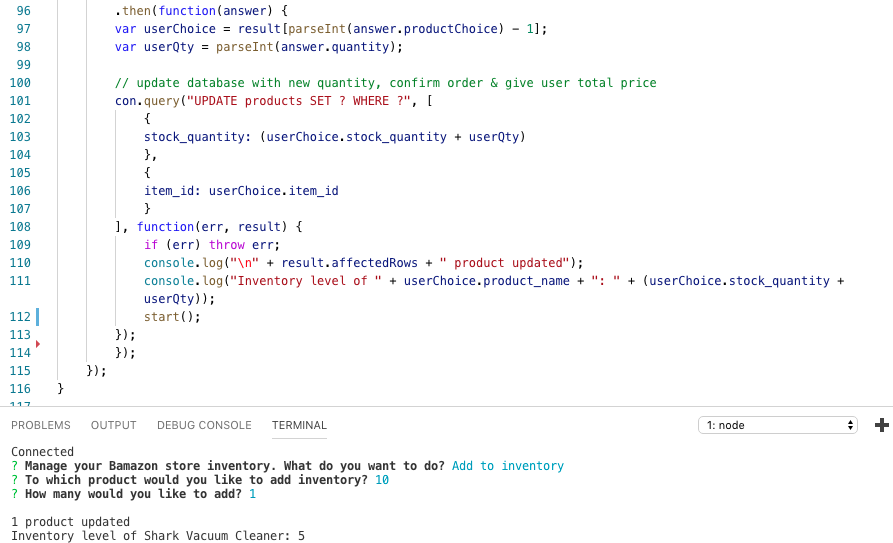 96 .then(function(answer) {
97 var userChoice = result[parseInt(answer.productChoice) - 1];
98 var userQty = parseInt(answer.quantity);
99
100 // update database with new quantity, confirm order & give user total price
101 con.query("UPDATE products SET ? WHERE ?", [
102 {
103 stock_quantity: (userChoice.stock_quantity + userQty)
104 },
105 {
106 item_id: userChoice.item_id
107 }
108 ], function(err, result) {
109 if (err) throw err;
110 console.log("\n" + result.affectedRows + " product updated");
111 console.log("Inventory level of " + userChoice.product_name + ": " + (userChoice.stock_quantity +
userQty));
112 start();
113 });
114 });
115 });
116 }
117
PROBLEMS OUTPUT DEBUG CONSOLE TERMINAL 1: node
Connected
? Manage your Bamazon store inventory. What do you want to do? Add to inventory
? To which product would you like to add inventory? 10
? How many would you like to add? 1
1 product updated
Inventory level of Shark Vacuum Cleaner: 5